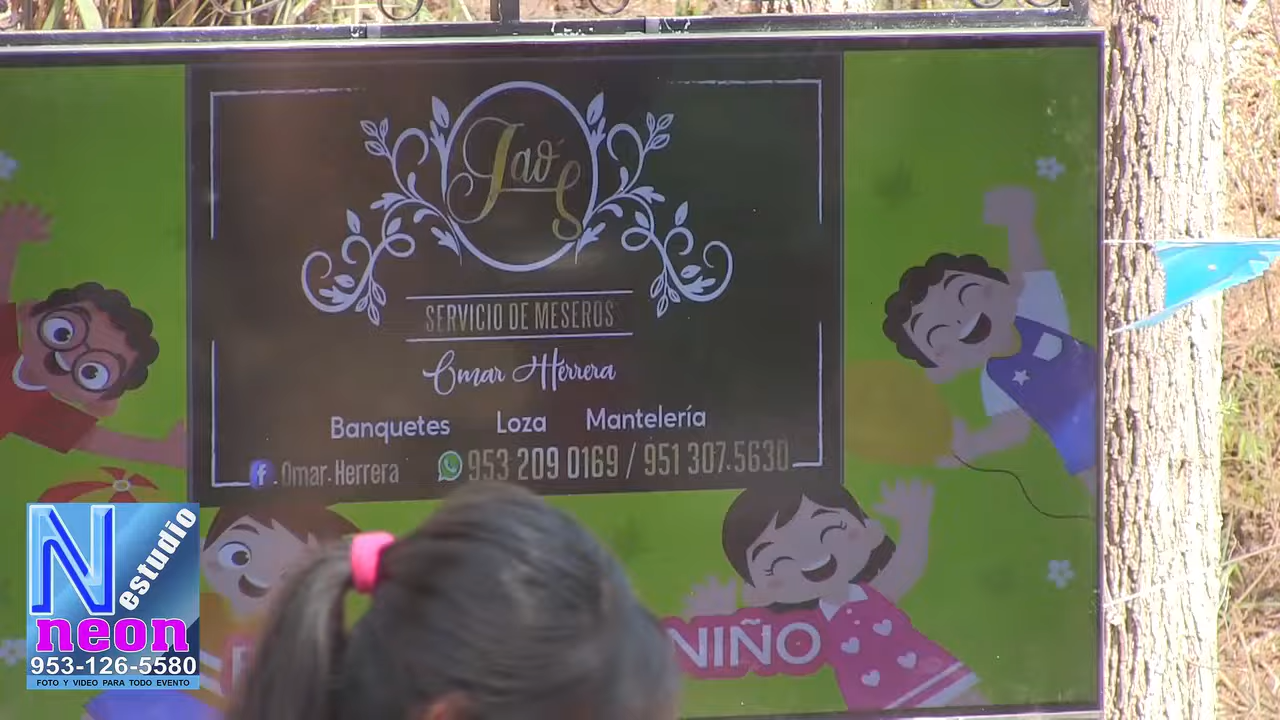 Jao's
SERVICIO DE MESEROS
Omar Herrera
Banquetes Loza Mantelería
Omar Herrera 953 209 0169 / 951 307 5630
NIÑO
N estudio
neon
953-126-5580
FOTO Y VIDEO PARA TODO EVENTO